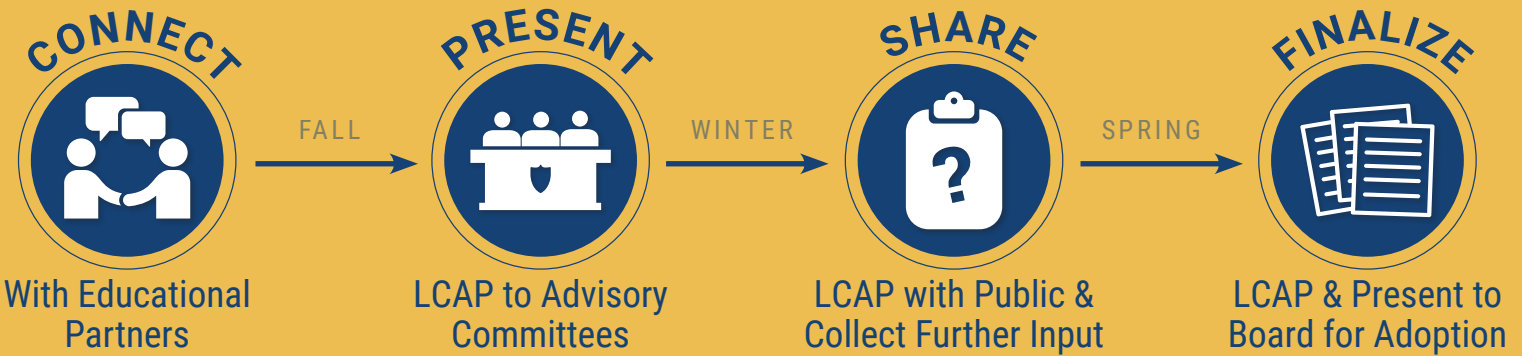 CONNECT
With Educational
Partners
FALL
PRESENT
LCAP to Advisory
Committees
WINTER
SHARE
?
LCAP with Public &
Collect Further Input
SPRING
FINALIZE
LCAP & Present to
Board for Adoption